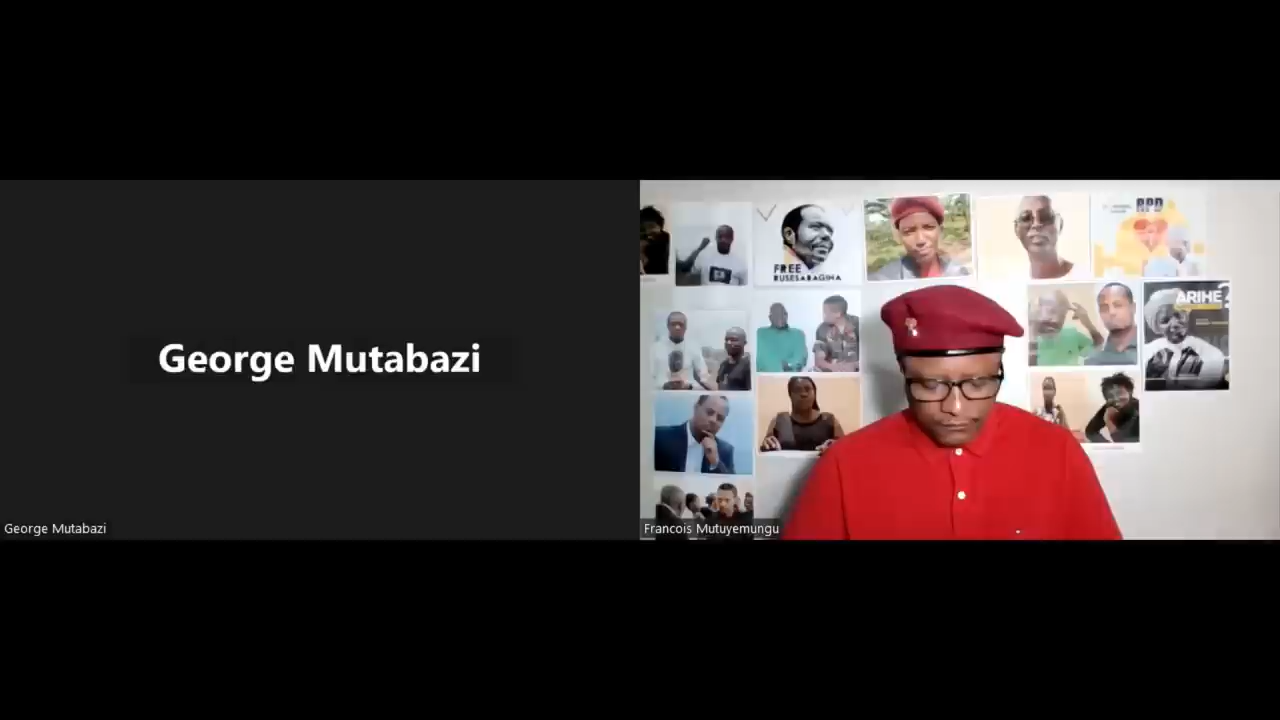 George Mutabazi
George Mutabazi
FREE
RUSESABAGINA
RPD
ARIHE?
Francois Mutuyemungu